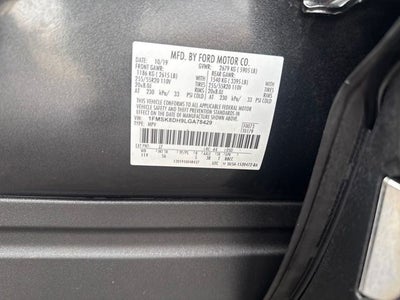 MFD. BY FORD MOTOR CO.
DATE: 10/19 GVWR: 2679 KG ( 5905 LB)
FRONT GAWR: REAR GAWR:
1186 KG ( 2615 LB) 1540 KG ( 3395 LB)
255/55R20 110V 255/55R20 110V
20x8.0J 20x8.0J
AT 230 kPa/ 33 PSI COLD AT 230 kPa/ 33 PSI COLD
THIS VEHICLE CONFORMS TO ALL APPLICABLE FEDERAL MOTOR
VEHICLE SAFETY AND THEFT PREVENTION STANDARDS IN EFFECT
ON THE DATE OF MANUFACTURE SHOWN ABOVE.
VIN: 1FMSK8DH9LGA76429
TYPE: MPV